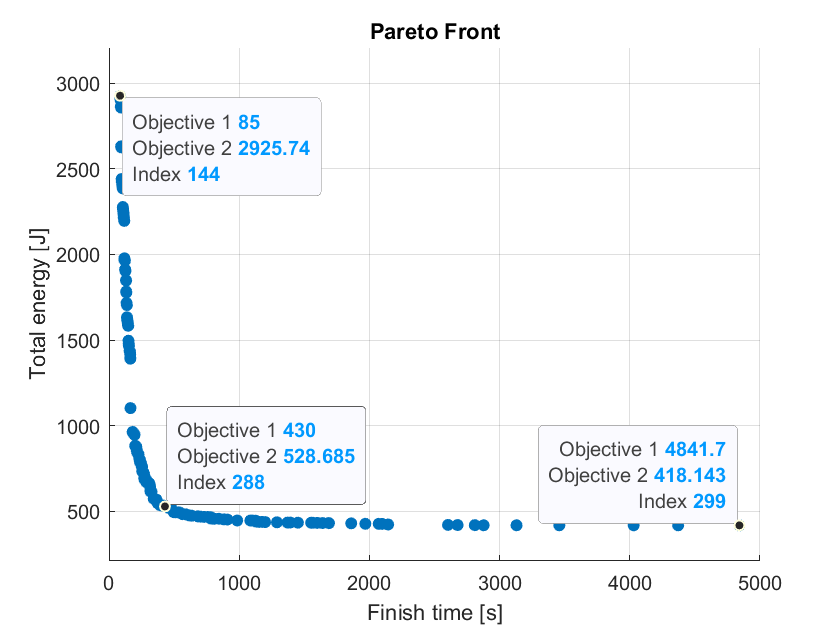 Pareto Front
Total energy [J]
3000
2500
2000
1500
1000
500
Objective 1 85
Objective 2 2925.74
Index 144
Objective 1 430
Objective 2 528.685
Index 288
Objective 1 4841.7
Objective 2 418.143
Index 299
0 1000 2000 3000 4000 5000
Finish time [s]